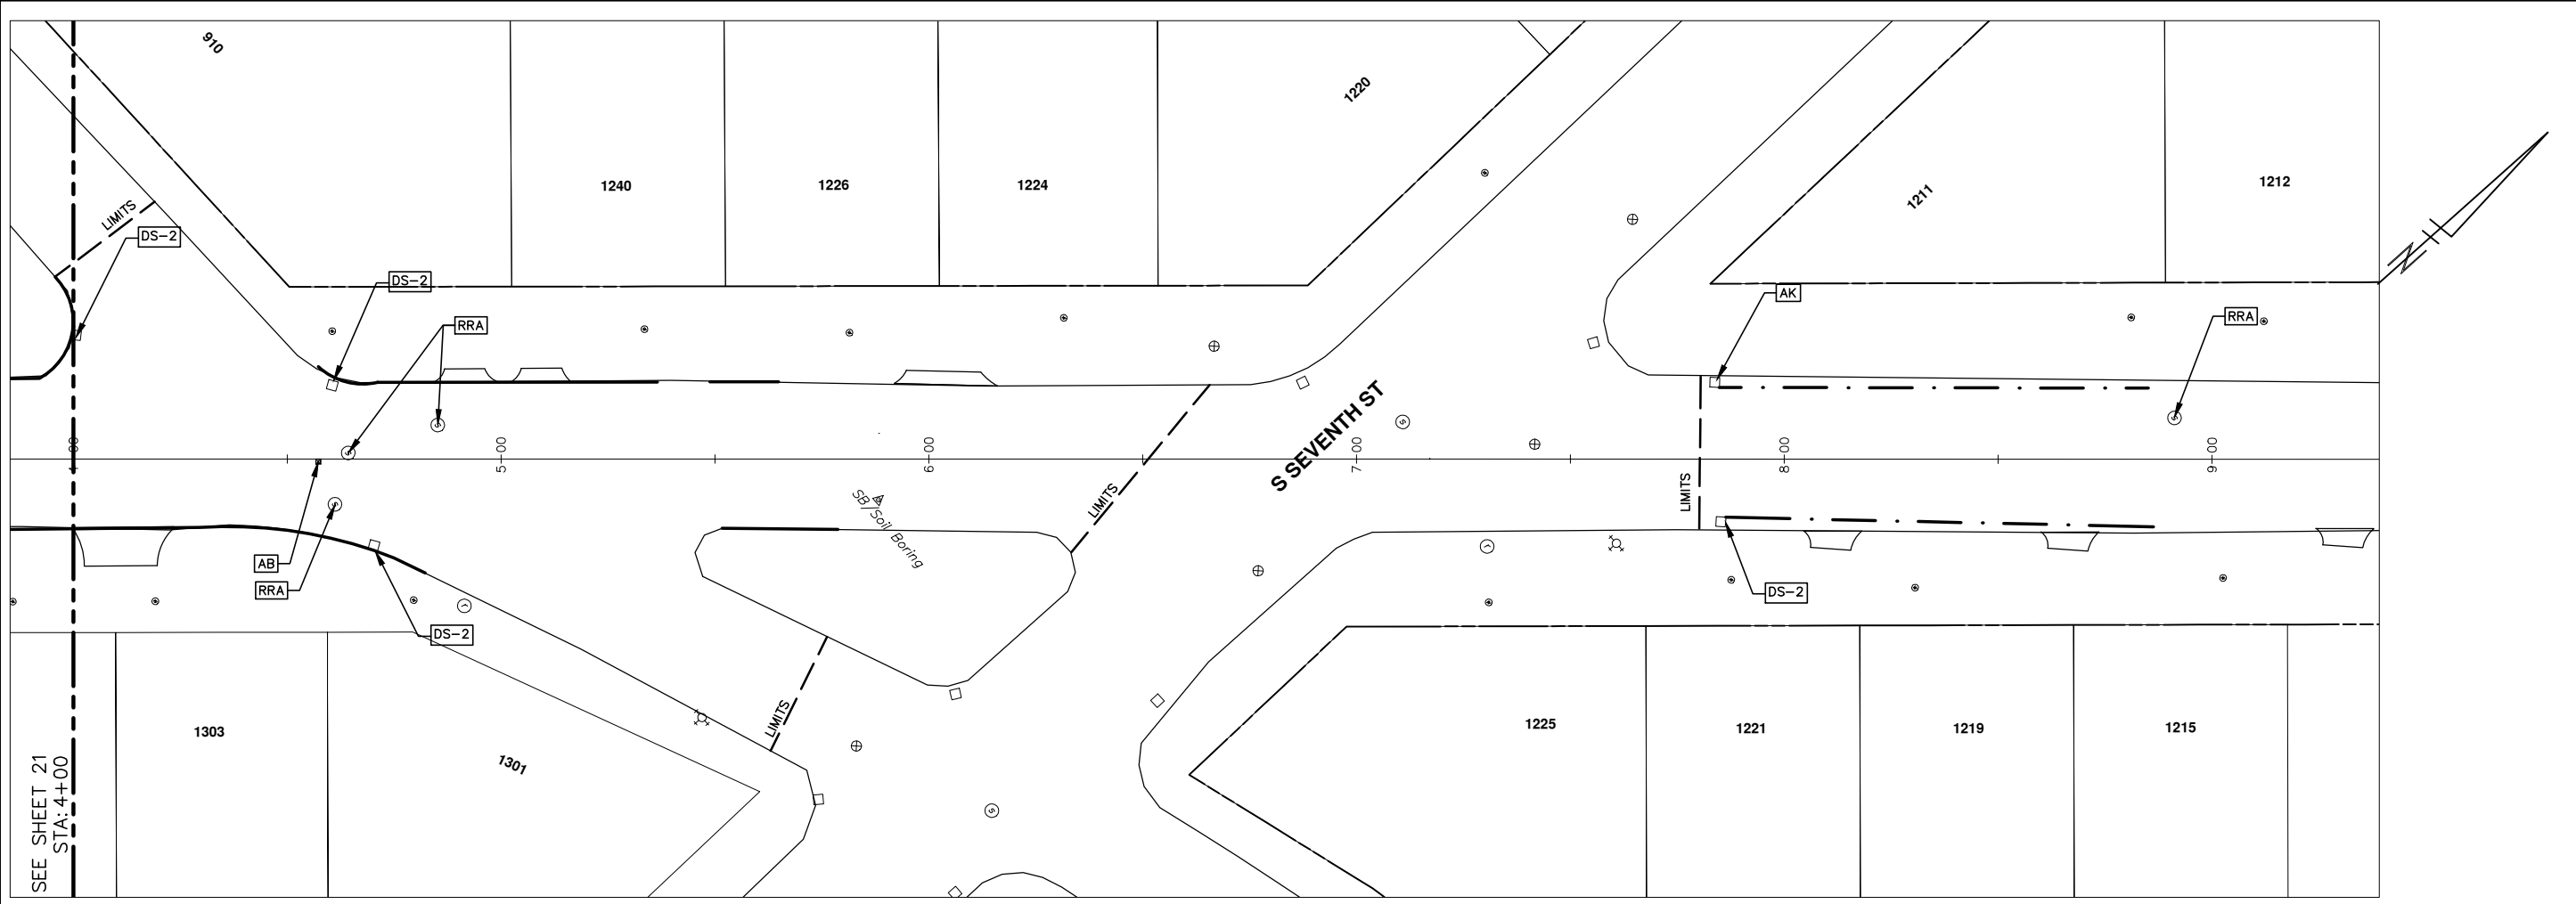 910
1240
1226
1224
1220
1211
1212
LIMITS
DS-2
DS-2
RRA
AK
RRA
N
S SEVENTH ST
5 00
6 00
7 00
8 00
9 00
LIMITS
LIMITS
SB/Soil Boring
AB
RRA
DS-2
DS-2
LIMITS
1303
1301
1225
1221
1219
1215
SEE SHEET 21
STA: 4+00
S
S
S
S
S
S